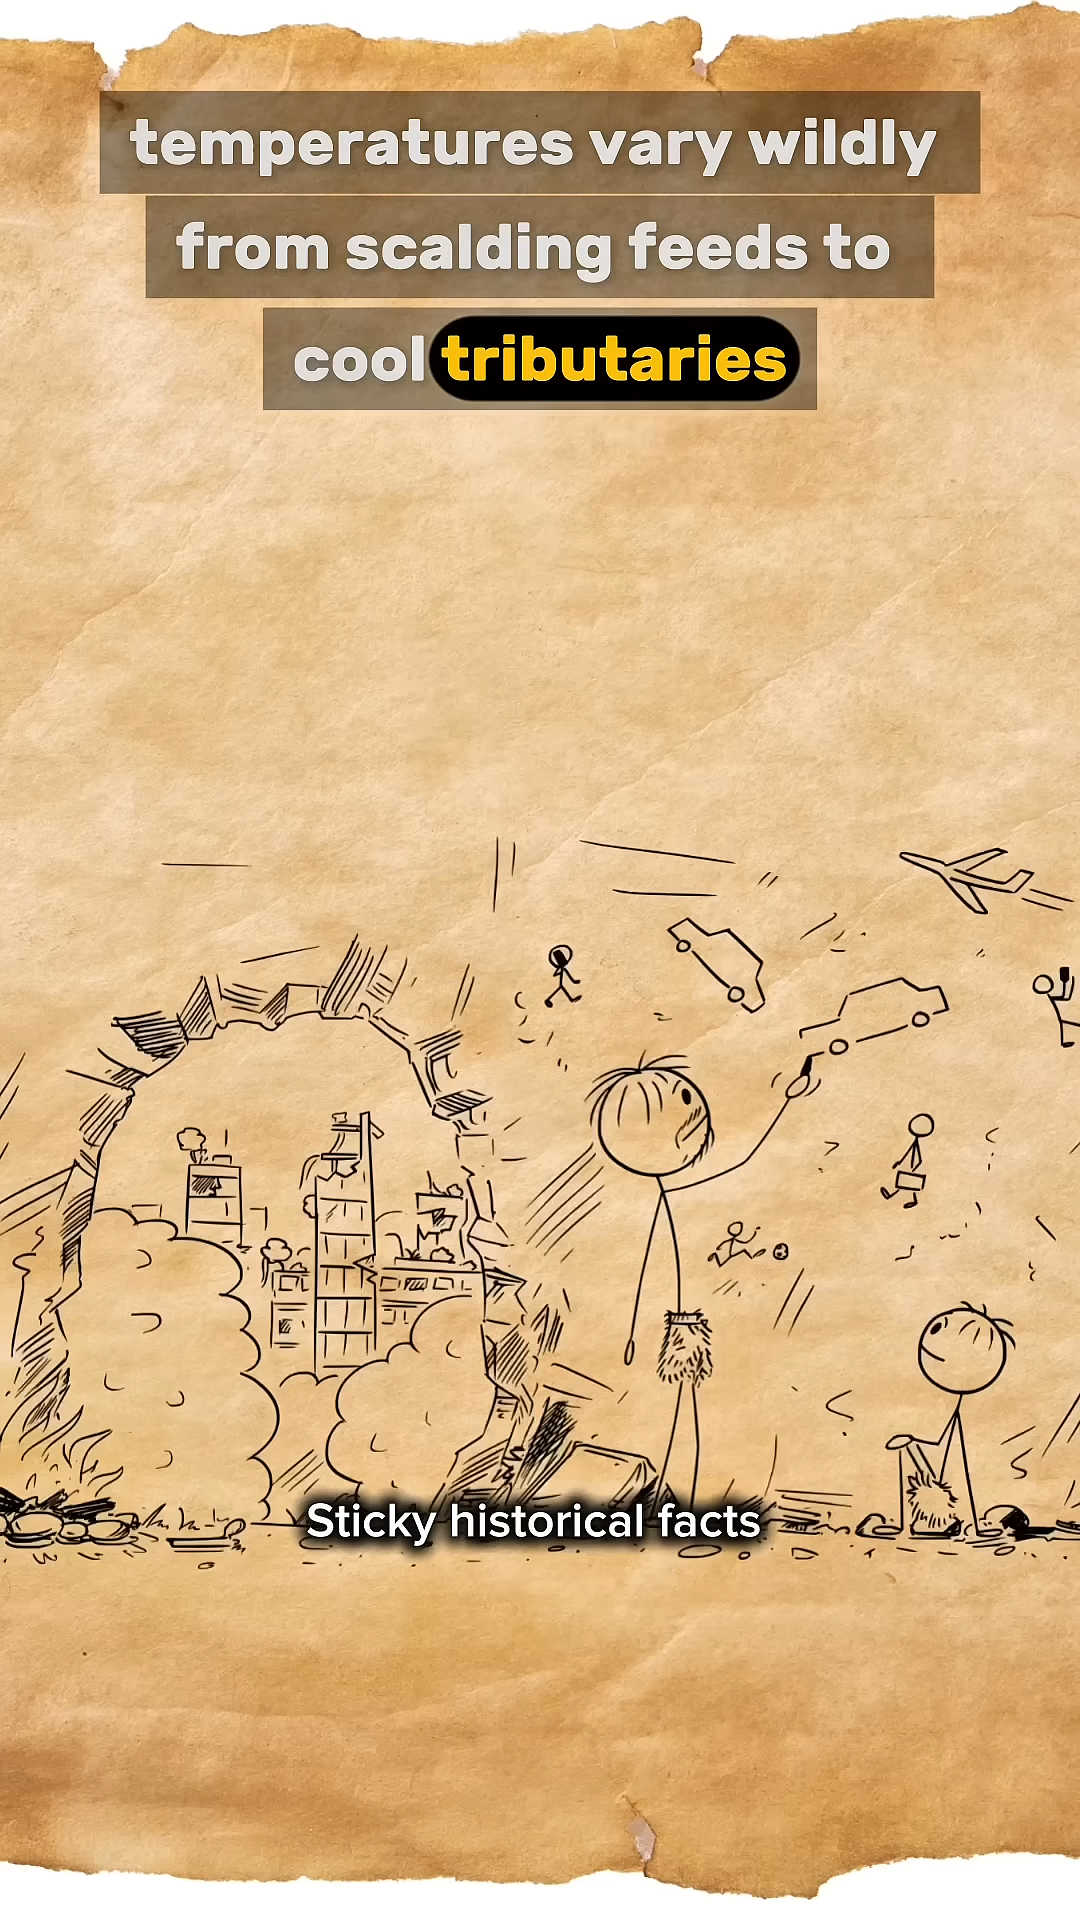 temperatures vary wildly
from scalding feeds to
cool tributaries
Sticky historical facts